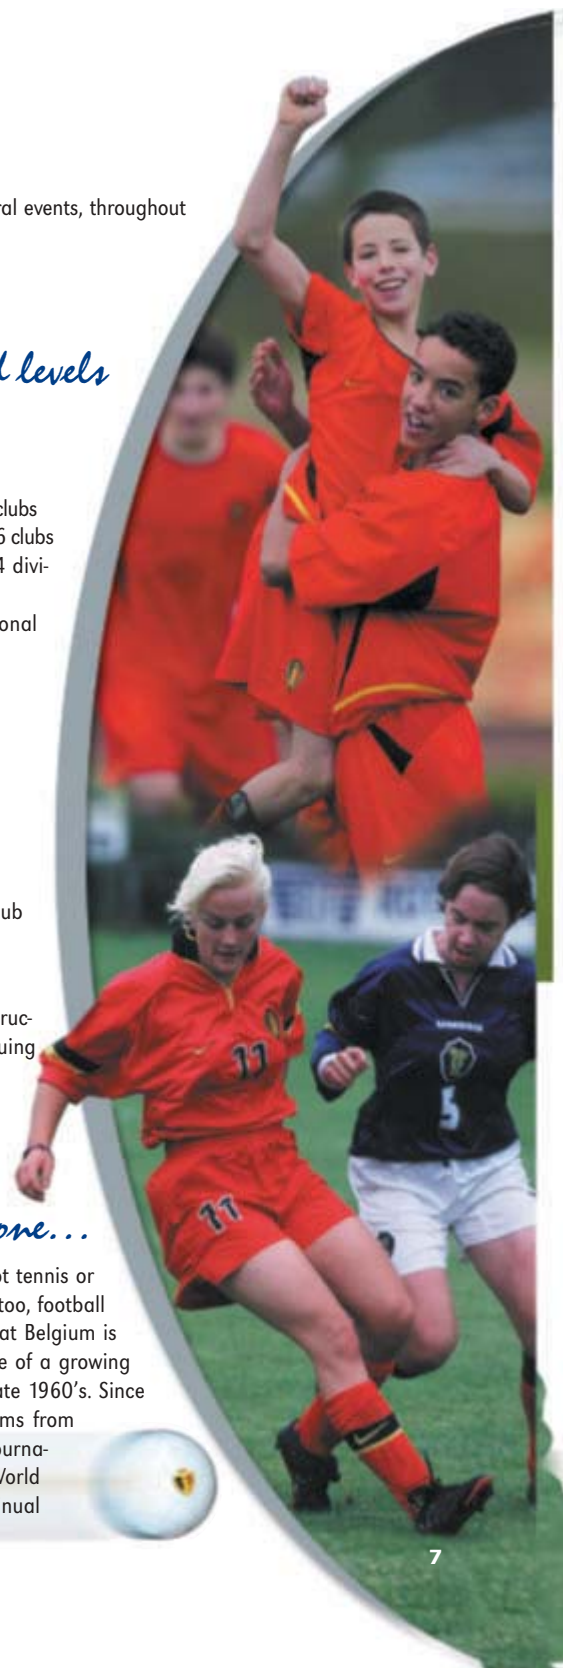 ral events, throughout
l levels
clubs
6 clubs
4 divi-
onal
ub
ruc-
uing
11
5
11
one...
ot tennis or
too, football
at Belgium is
e of a growing
ate 1960's. Since
ms from
ourna-
World
nual
7